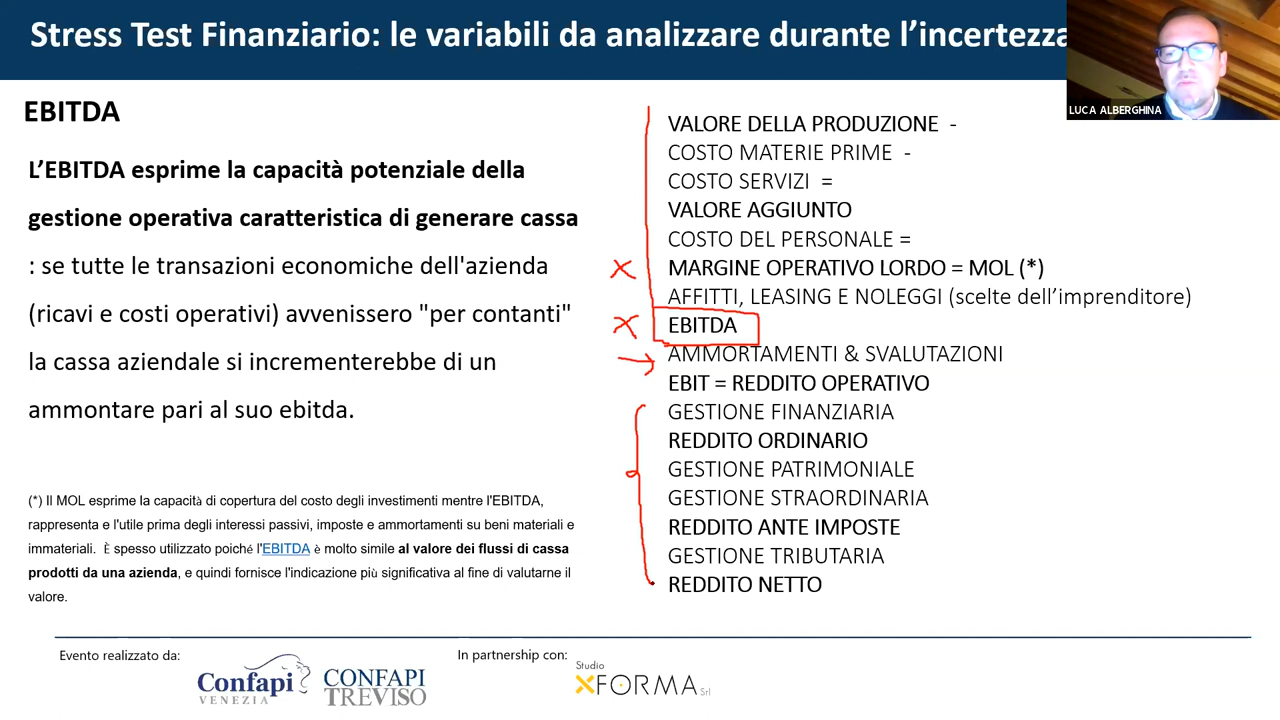 Stress Test Finanziario: le variabili da analizzare durante l'incertezza
LUCA ALBERGHINA
EBITDA
L'EBITDA esprime la capacità potenziale della
gestione operativa caratteristica di generare cassa
: se tutte le transazioni economiche dell'azienda
(ricavi e costi operativi) avvenissero "per contanti"
la cassa aziendale si incrementerebbe di un
ammontare pari al suo ebitda.
(*) Il MOL esprime la capacità di copertura del costo degli investimenti mentre l'EBITDA,
rappresenta e l'utile prima degli interessi passivi, imposte e ammortamenti su beni materiali e
immateriali. È spesso utilizzato poiché l'EBITDA è molto simile al valore dei flussi di cassa
prodotti da una azienda, e quindi fornisce l'indicazione più significativa al fine di valutarne il
valore.
VALORE DELLA PRODUZIONE -
COSTO MATERIE PRIME -
COSTO SERVIZI =
VALORE AGGIUNTO
COSTO DEL PERSONALE =
MARGINE OPERATIVO LORDO = MOL (*)
AFFITTI, LEASING E NOLEGGI (scelte dell'imprenditore)
EBITDA
AMMORTAMENTI & SVALUTAZIONI
EBIT = REDDITO OPERATIVO
GESTIONE FINANZIARIA
REDDITO ORDINARIO
GESTIONE PATRIMONIALE
GESTIONE STRAORDINARIA
REDDITO ANTE IMPOSTE
GESTIONE TRIBUTARIA
REDDITO NETTO
Evento realizzato da:
Confapi
VENEZIA
CONFAPI
TREVISO
In partnership con:
Studio
XFORMA Srl